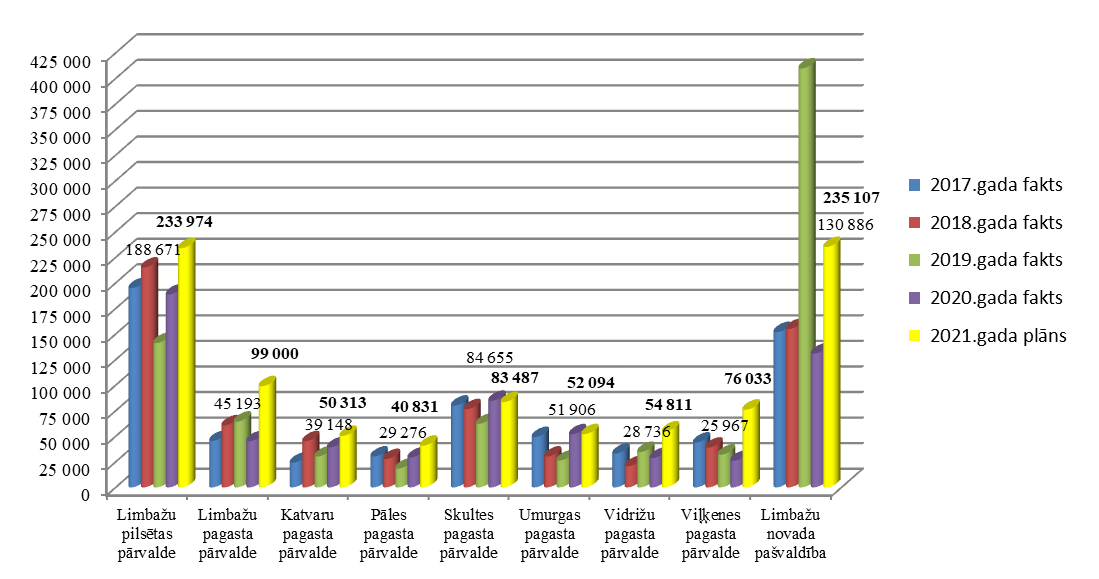 425 000
400 000
375 000
350 000
325 000
300 000
275 000
250 000
225 000
200 000
175 000
150 000
125 000
100 000
75 000
50 000
25 000
0
188 671
233 974
45 193
99 000
39 148
50 313
29 276
40 831
84 655
83 487
51 906
52 094
28 736
54 811
25 967
76 033
130 886
235 107
Limbažu
pilsētas
pārvalde
Limbažu
pagasta
pārvalde
Katvaru
pagasta
pārvalde
Pāles
pagasta
pārvalde
Skultes
pagasta
pārvalde
Umurgas
pagasta
pārvalde
Vidrižu
pagasta
pārvalde
Viļķenes
pagasta
pārvalde
Limbažu
novada
pašvaldība
2017.gada fakts
2018.gada fakts
2019.gada fakts
2020.gada fakts
2021.gada plāns